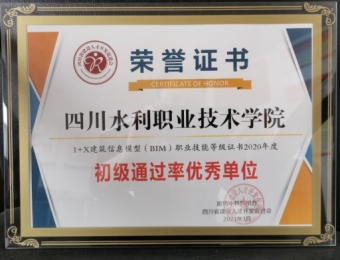 荣誉证书
CERTIFICATE OF HONOR
四川水利职业技术学院
1+X建筑信息模型（BIM）职业技能等级证书2020年度
初级通过率优秀单位